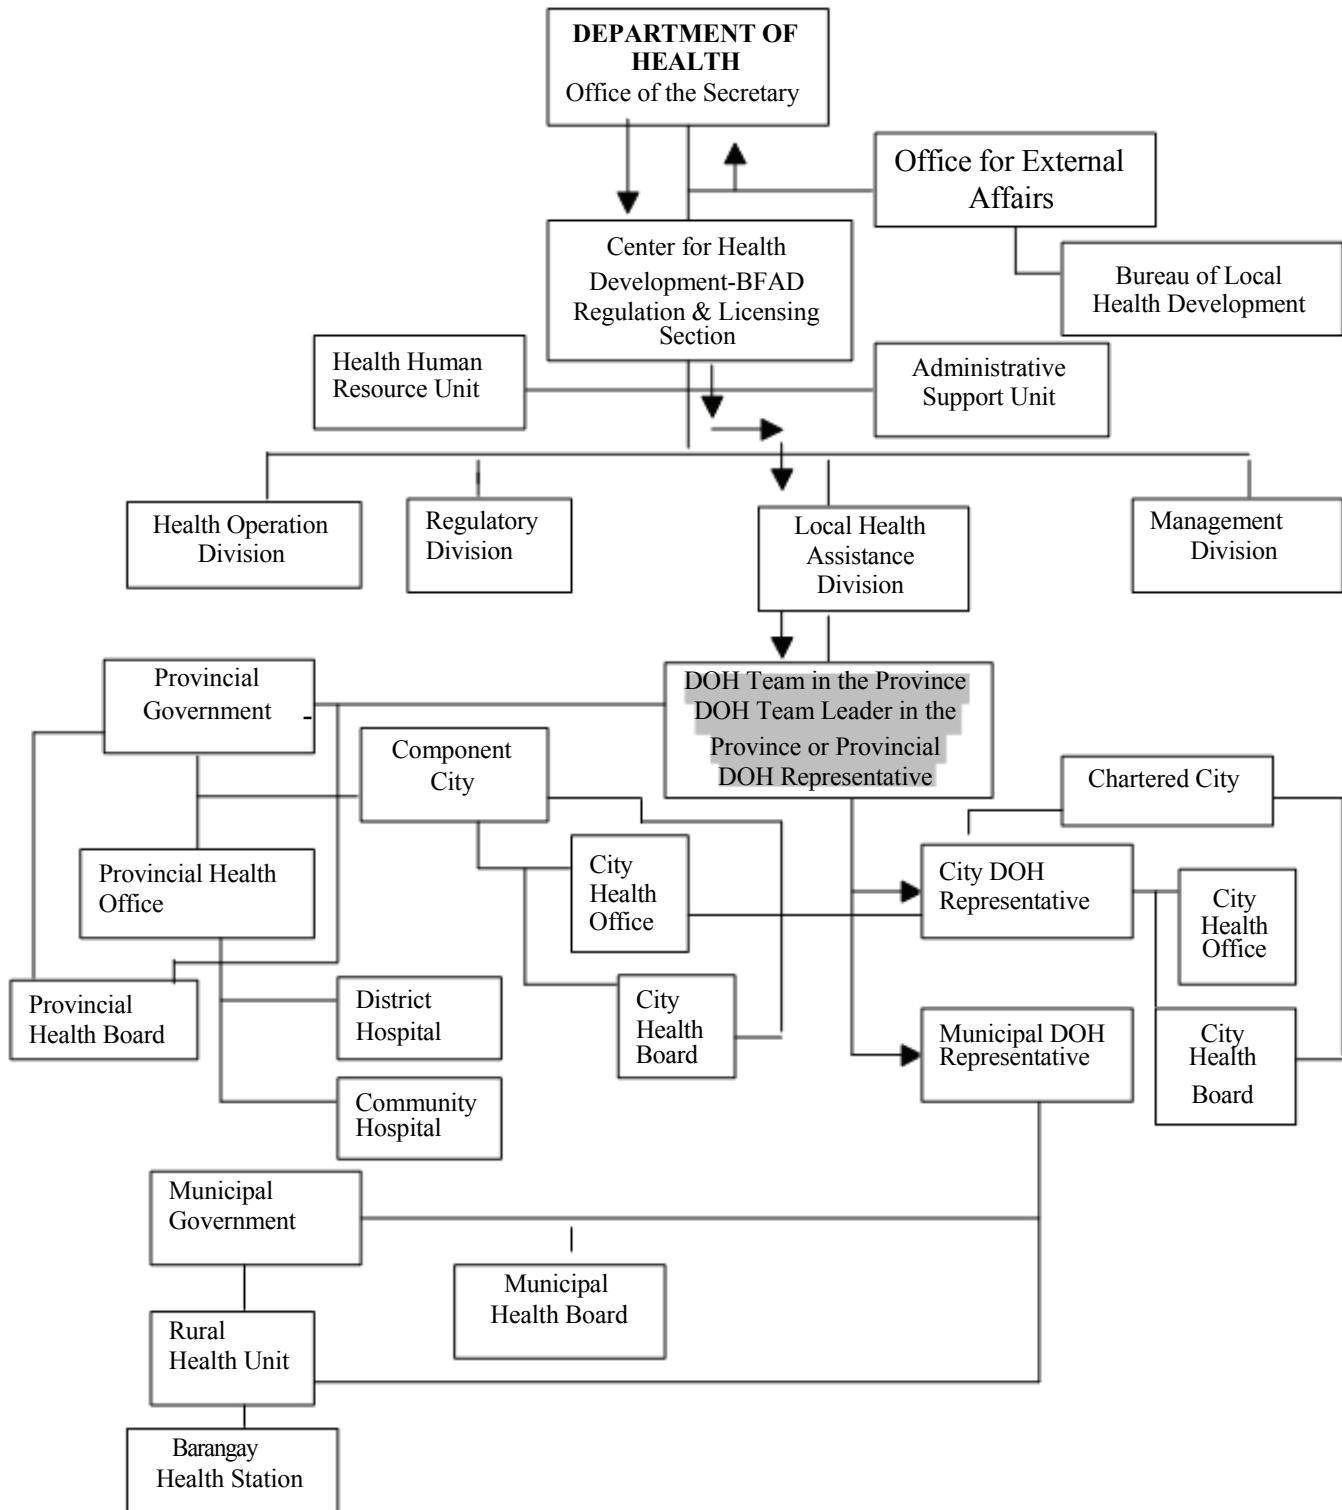 DEPARTMENT OF
HEALTH
Office of the Secretary
Office for External
Affairs
Center for Health
Development-BFAD
Regulation & Licensing
Section
Bureau of Local
Health Development
Health Human
Resource Unit
Administrative
Support Unit
Health Operation
Division
Regulatory
Division
Local Health
Assistance
Division
Management
Division
Provincial
Government -
DOH Team in the Province
DOH Team Leader in the
Province or Provincial
DOH Representative
Component
City
Chartered City
Provincial Health
Office
City
Health
Office
City DOH
Representative
City
Health
Office
Provincial
Health Board
District
Hospital
City
Health
Board
Municipal DOH
Representative
City
Health
Board
Community
Hospital
Municipal
Government
Municipal
Health Board
Rural
Health Unit
Barangay
Health Station